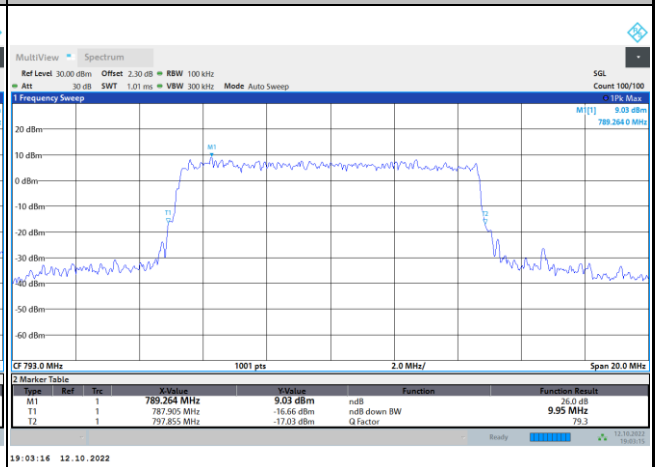 MultiView Spectrum
Ref Level 30.00 dBm Offset 2.30 dB RBW 100 kHz SGL
Att 30 dB SWT 1.01 ms VBW 300 kHz Mode Auto Sweep Count 100/100
1 Frequency Sweep 1Pk Max
M1[1] 9.03 dBm
789.264 0 MHz
20 dBm
M1
10 dBm
0 dBm
-10 dBm
T1
T2
-20 dBm
-30 dBm
-40 dBm
-50 dBm
-60 dBm
CF 793.0 MHz 1001 pts 2.0 MHz/ Span 20.0 MHz
2 Marker Table
Type Ref Trc X-Value Y-Value Function Function Result
M1 1 789.264 MHz 9.03 dBm ndB 26.0 dB
T1 1 787.905 MHz -16.66 dBm ndB down BW 9.95 MHz
T2 1 797.855 MHz -17.03 dBm Q Factor 79.3
Ready 12.10.2022
19:03:15
19:03:16 12.10.2022